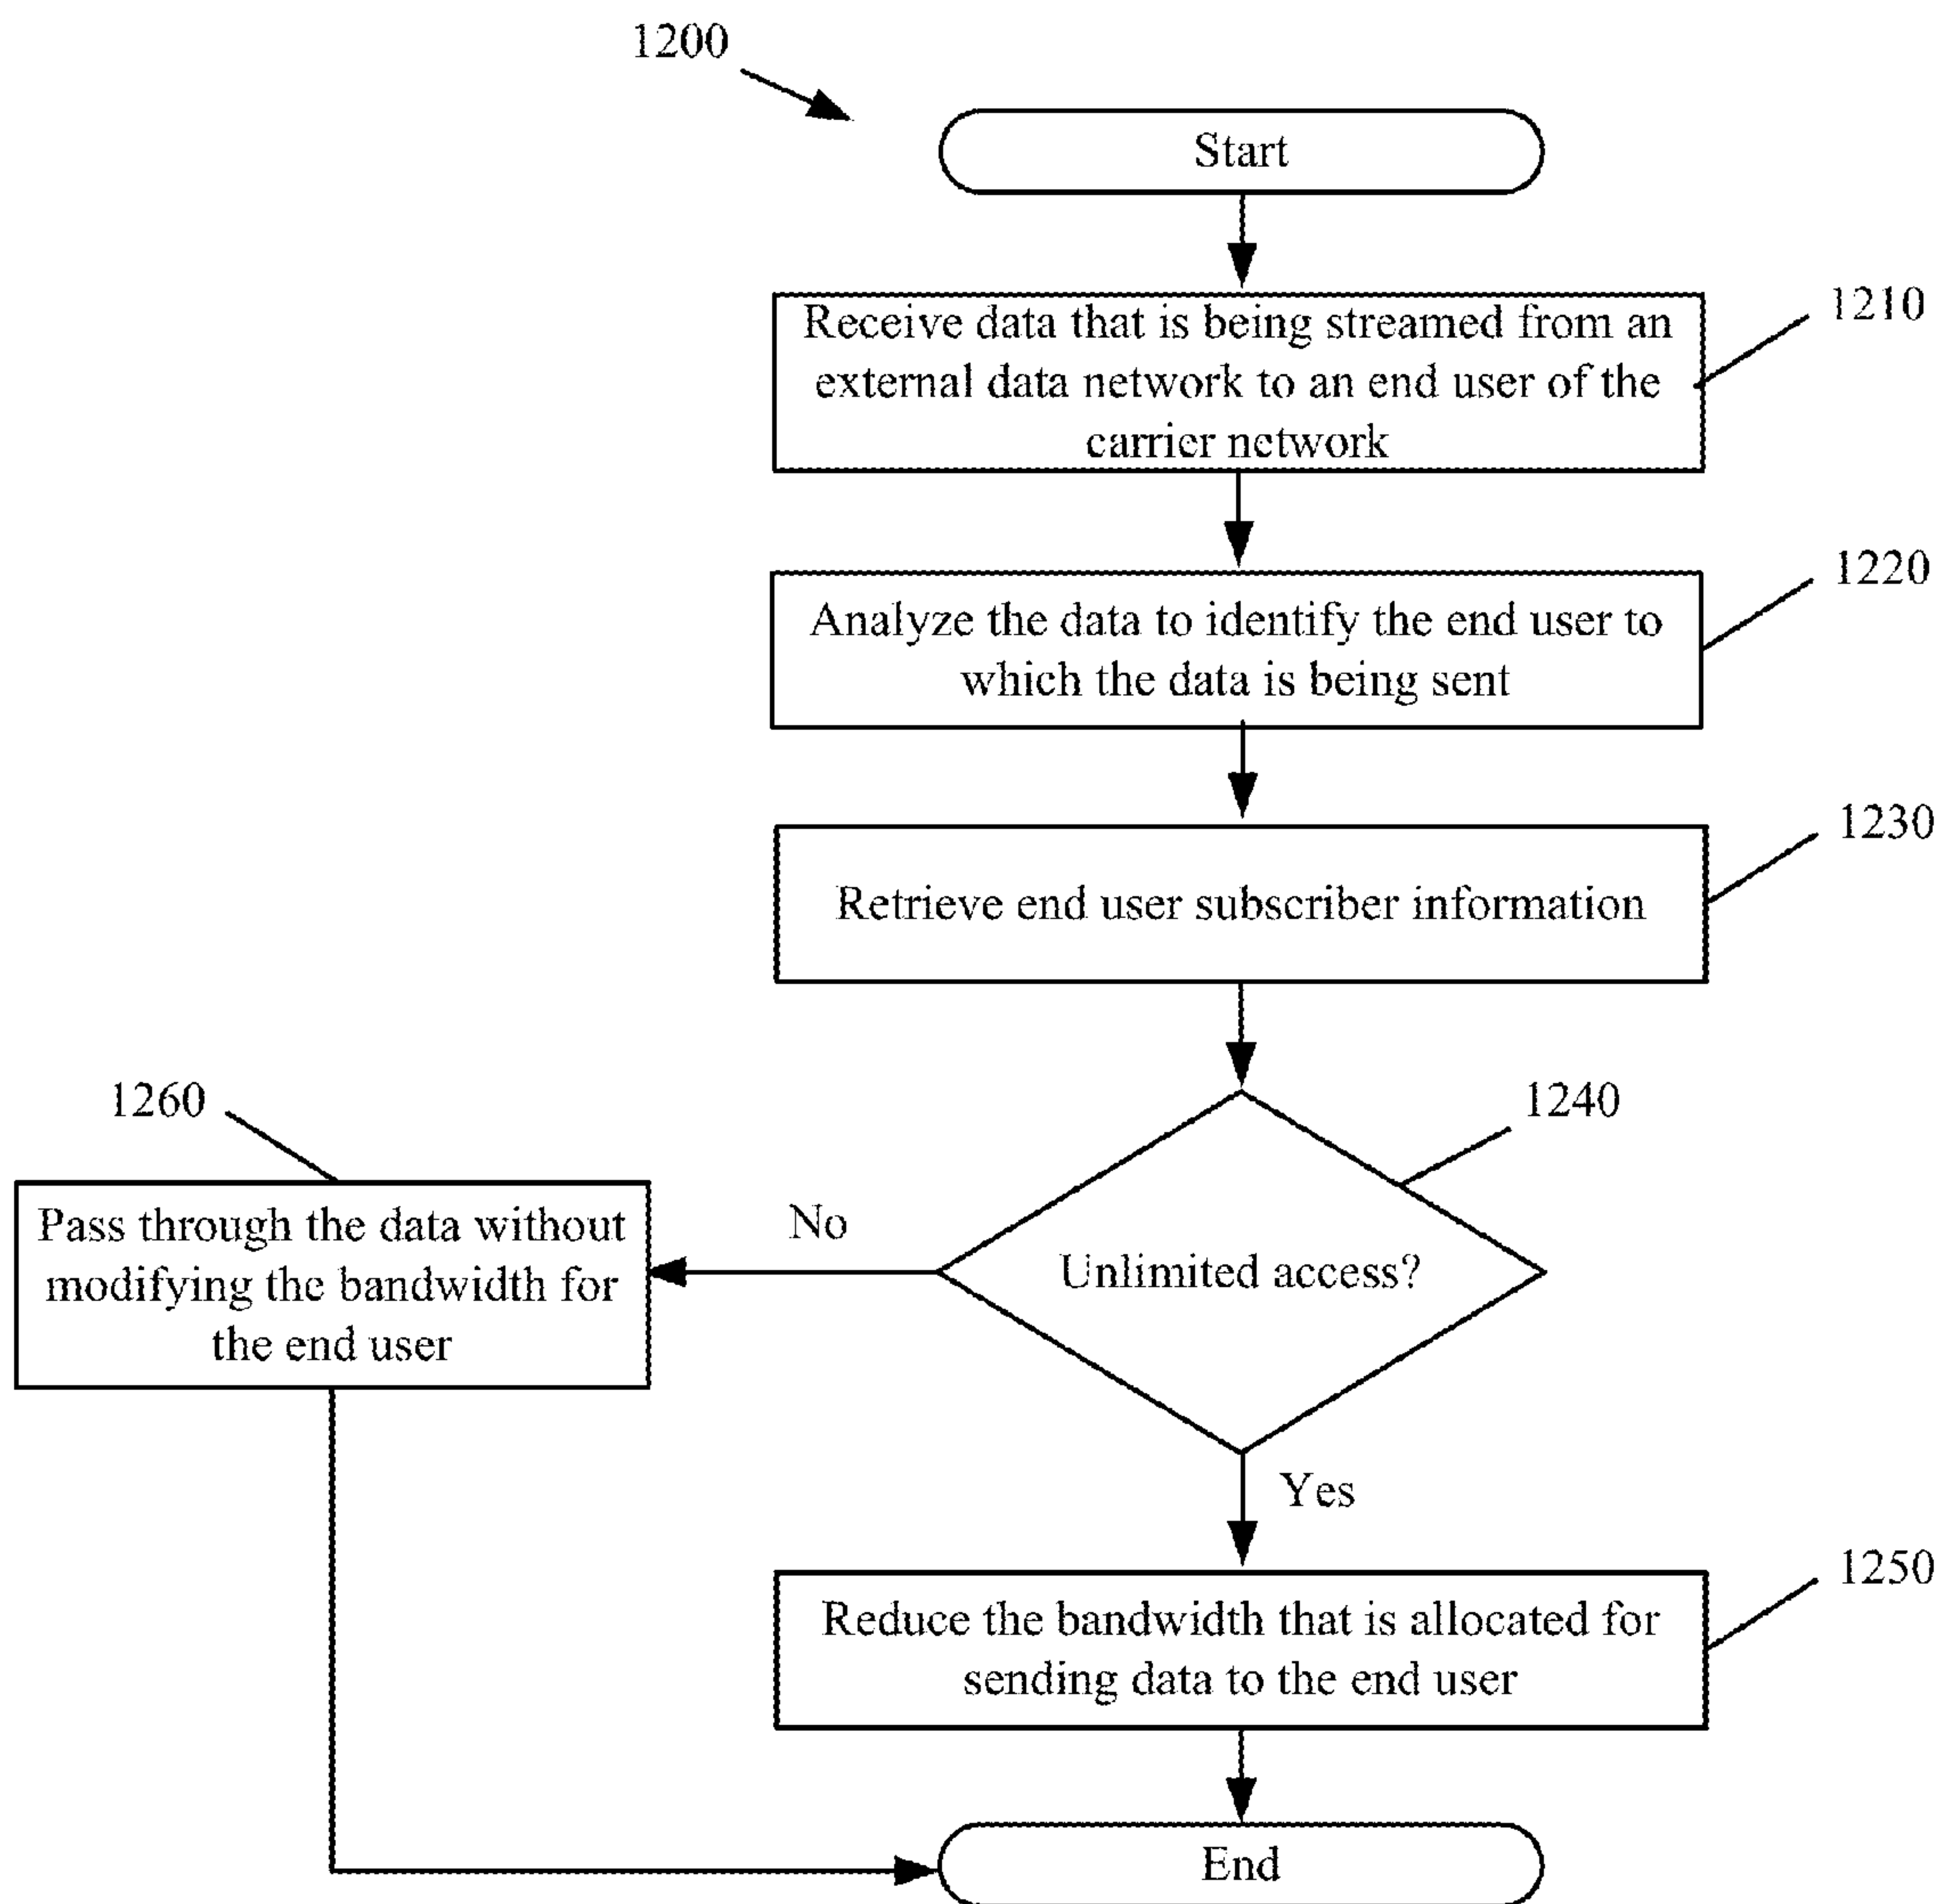 1200
Start
Receive data that is being streamed from an
external data network to an end user of the
carrier network
1210
Analyze the data to identify the end user to
which the data is being sent
1220
Retrieve end user subscriber information
1230
Unlimited access?
1240
No
Pass through the data without
modifying the bandwidth for
the end user
1260
Yes
Reduce the bandwidth that is allocated for
sending data to the end user
1250
End